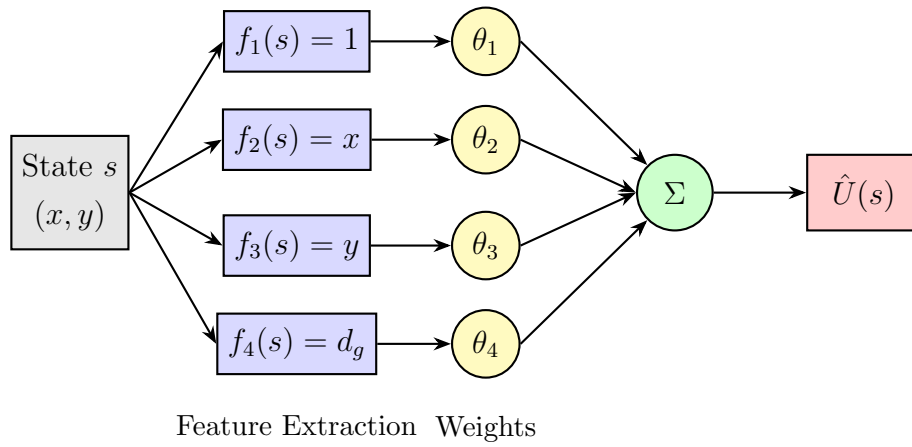 State s
(x, y)
f₁(s) = 1
θ₁
f₂(s) = x
θ₂
f₃(s) = y
θ₃
f₄(s) = d_g
θ₄
Σ
Û(s)
Feature Extraction
Weights